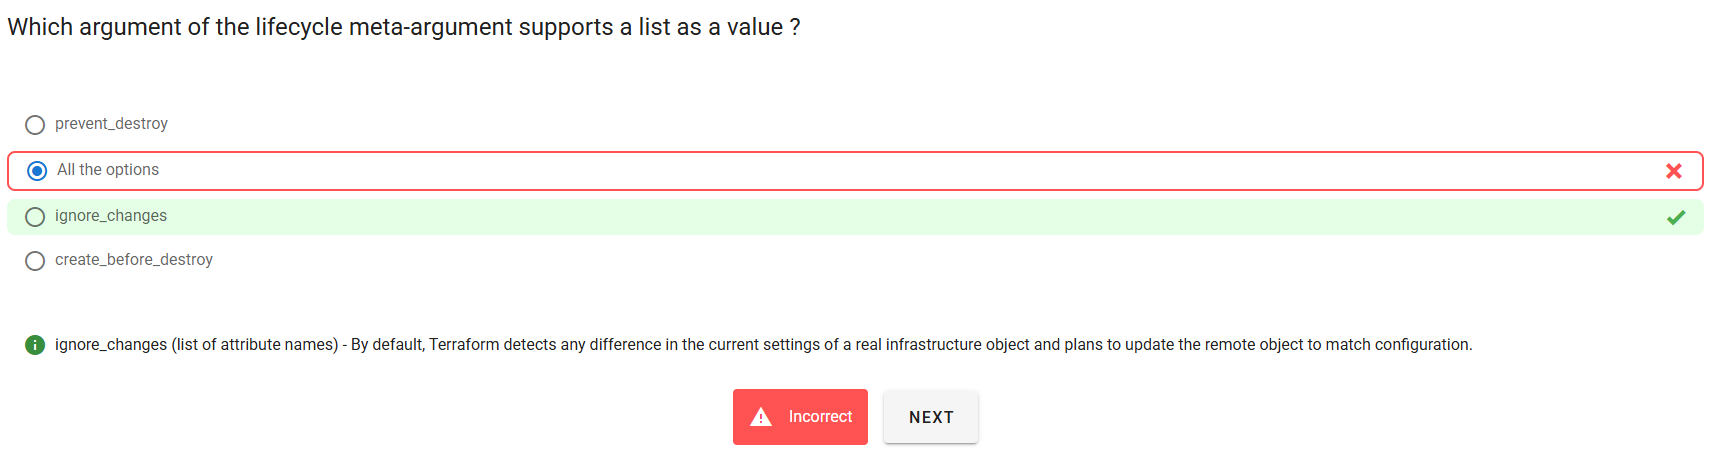 Which argument of the lifecycle meta-argument supports a list as a value ?
prevent_destroy
All the options
ignore_changes
create_before_destroy
ignore_changes (list of attribute names) - By default, Terraform detects any difference in the current settings of a real infrastructure object and plans to update the remote object to match configuration.
Incorrect
NEXT